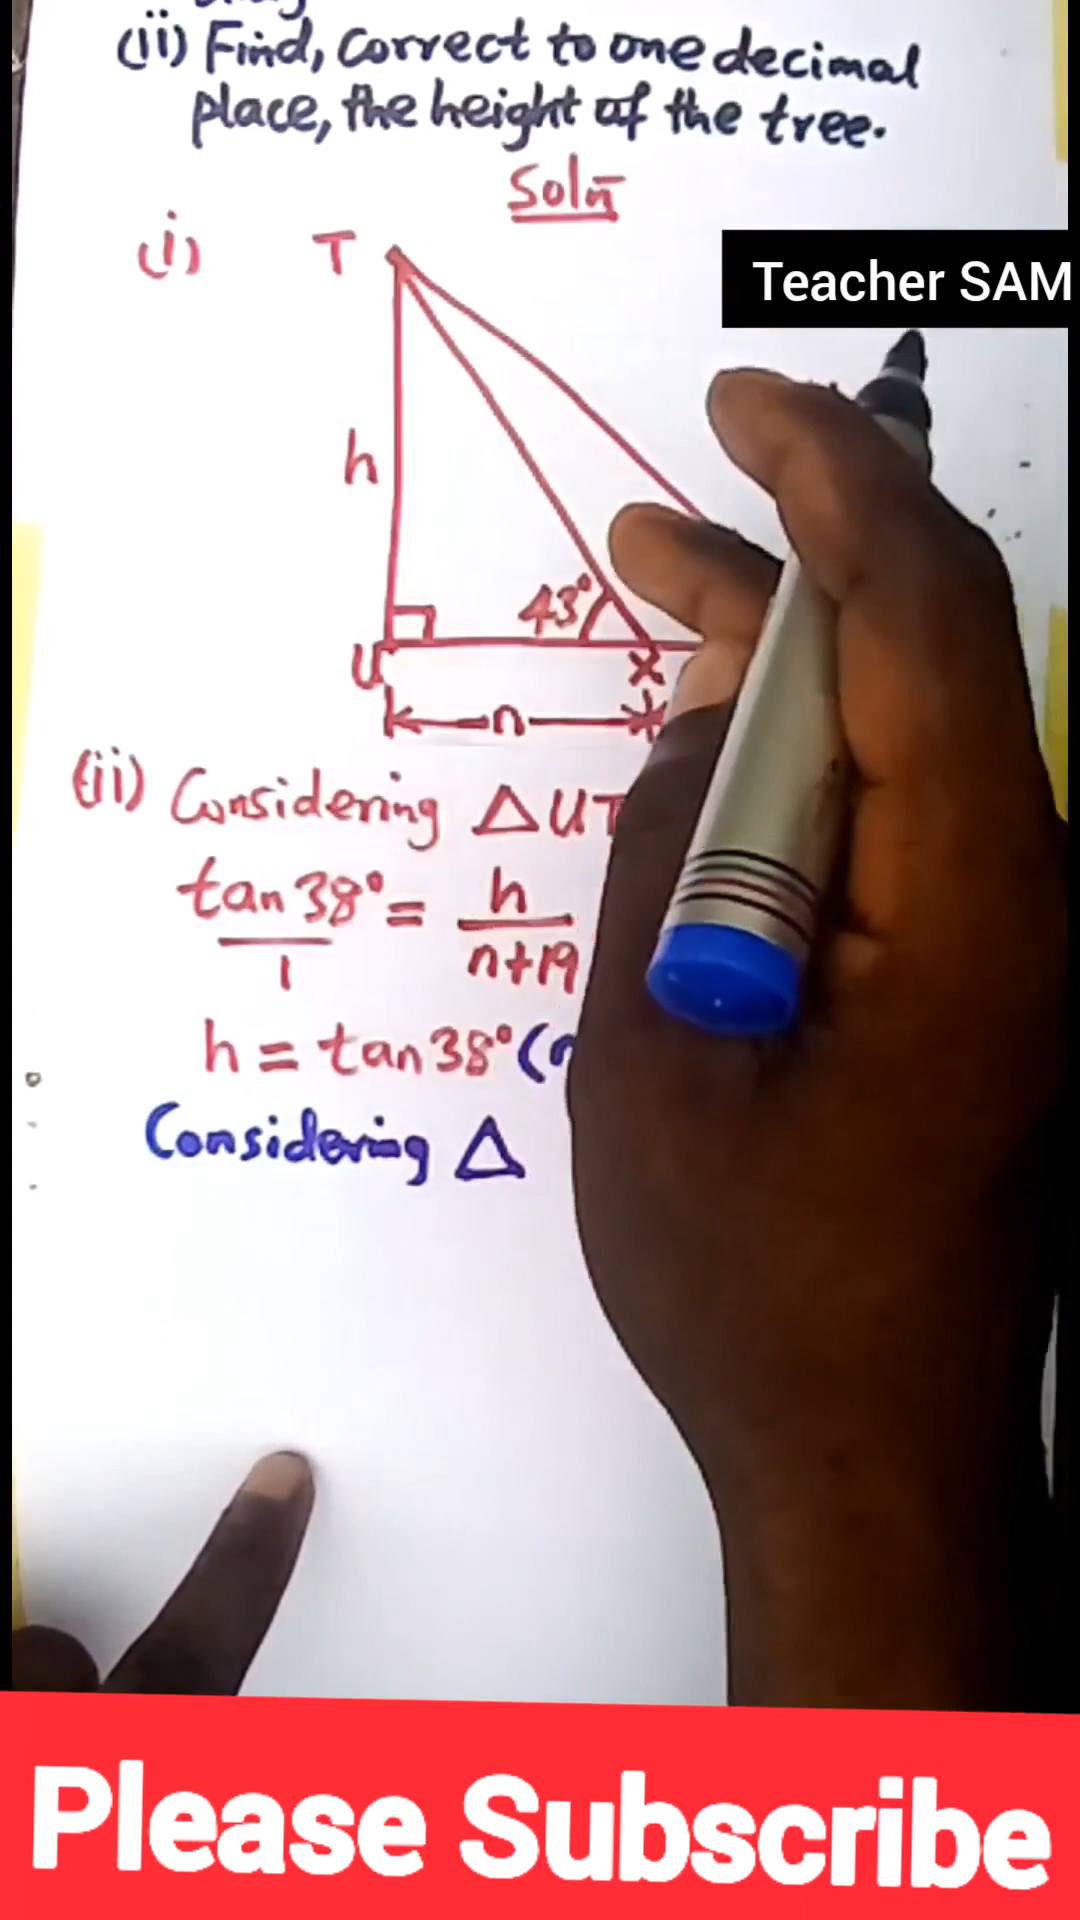 (ii) Find, correct to one decimal
place, the height of the tree.
Soln
(i) T
Teacher SAM
h
43°
U x
n
(ii) Considering △ UT
tan 38° = h
1 n+19
h = tan 38° (
Considering △
Please Subscribe